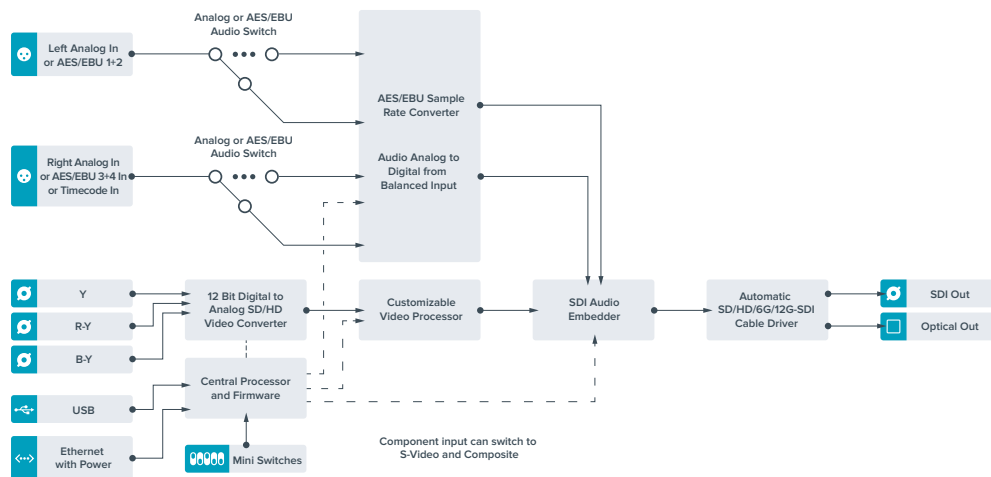 Analog or AES/EBU
Audio Switch
Left Analog In
or AES/EBU 1+2
AES/EBU Sample
Rate Converter
Analog or AES/EBU
Audio Switch
Right Analog In
or AES/EBU 3+4 In
or Timecode In
Audio Analog to
Digital from
Balanced Input
Y
R-Y
B-Y
12 Bit Digital to
Analog SD/HD
Video Converter
Customizable
Video Processor
SDI Audio
Embedder
Automatic
SD/HD/6G/12G-SDI
Cable Driver
SDI Out
Optical Out
Central Processor
and Firmware
USB
Ethernet
with Power
Mini Switches
Component input can switch to
S-Video and Composite